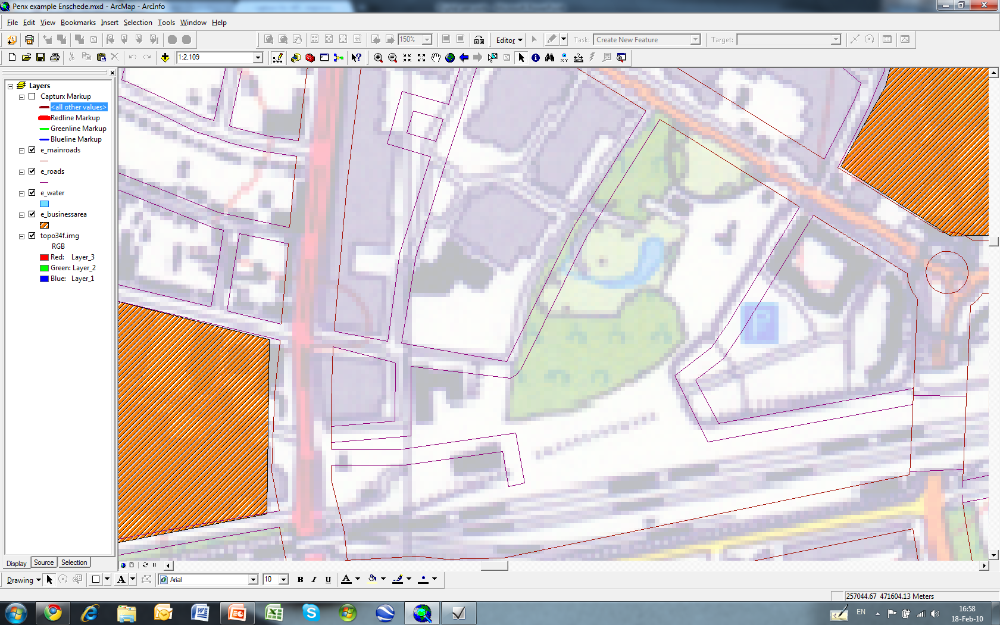 Penx example Enschede.mxd - ArcMap - ArcInfo
File Edit View Bookmarks Insert Selection Tools Window Help
150% Editor Task: Create New Feature Target:
1:2,109
Layers
Capturx Markup
<all other values>
Redline Markup
Greenline Markup
Blueline Markup
e_mainroads
e_roads
e_water
e_businessarea
topo34f.img
RGB
Red: Layer_3
Green: Layer_2
Blue: Layer_1
P
Display Source Selection
Drawing A Arial 10 B I U A
257044.67 471604.13 Meters
EN
16:58
18-Feb-10